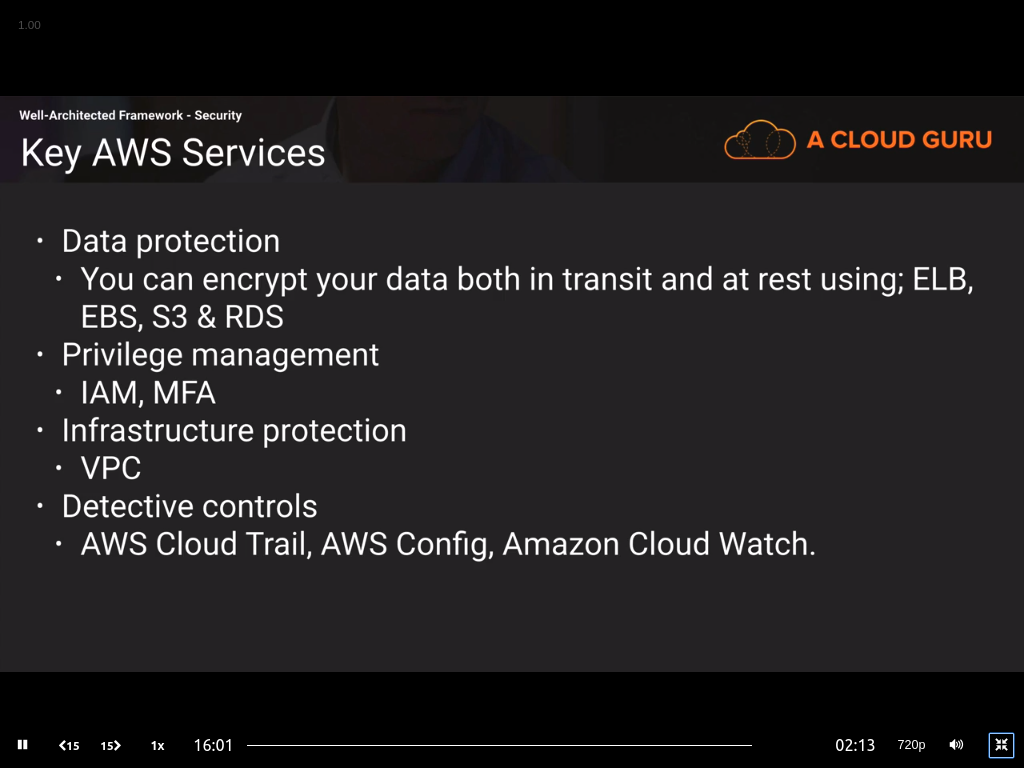 1.00
Well-Architected Framework - Security
Key AWS Services
A CLOUD GURU
· Data protection
· You can encrypt your data both in transit and at rest using; ELB,
EBS, S3 & RDS
· Privilege management
· IAM, MFA
· Infrastructure protection
· VPC
· Detective controls
· AWS Cloud Trail, AWS Config, Amazon Cloud Watch.
15 15 1x 16:01 02:13 720p